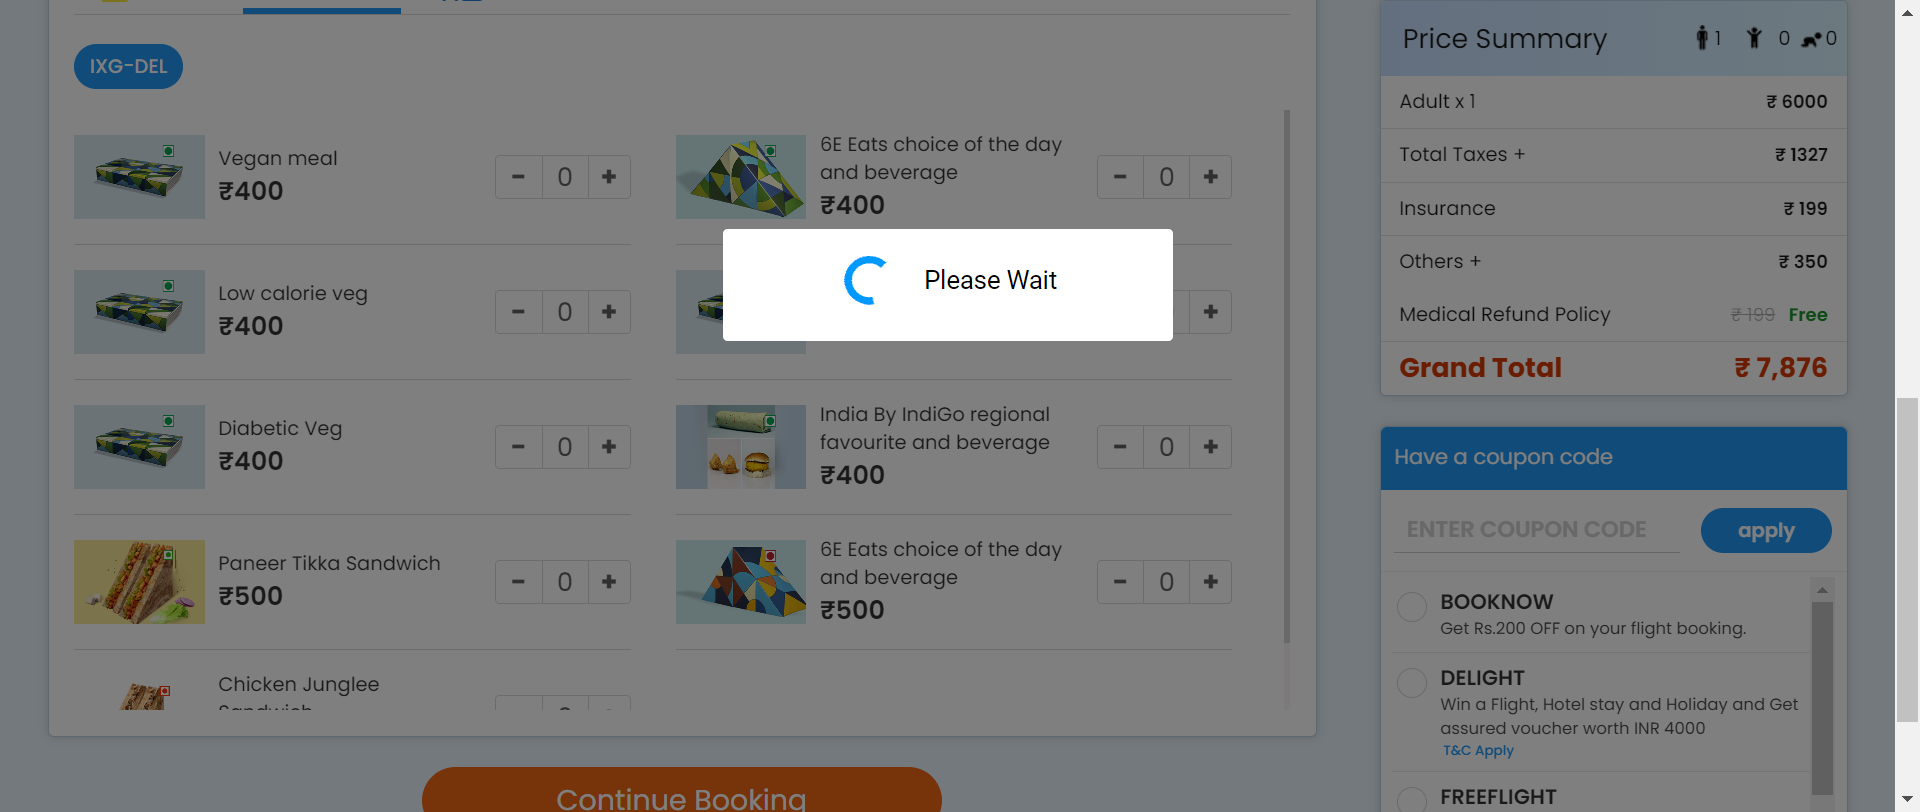 IXG-DEL
Vegan meal
₹400
− 0 +
6E Eats choice of the day
and beverage
₹400
− 0 +
Low calorie veg
₹400
− 0 +
+
Please Wait
Diabetic Veg
₹400
− 0 +
India By IndiGo regional
favourite and beverage
₹400
− 0 +
Paneer Tikka Sandwich
₹500
− 0 +
6E Eats choice of the day
and beverage
₹500
− 0 +
Chicken Junglee
Sandwich
Continue Booking
Price Summary 1 0 0
Adult x 1 ₹ 6000
Total Taxes + ₹ 1327
Insurance ₹ 199
Others + ₹ 350
Medical Refund Policy ₹ 199 Free
Grand Total ₹ 7,876
Have a coupon code
ENTER COUPON CODE apply
BOOKNOW
Get Rs.200 OFF on your flight booking.
DELIGHT
Win a Flight, Hotel stay and Holiday and Get
assured voucher worth INR 4000
T&C Apply
FREEFLIGHT